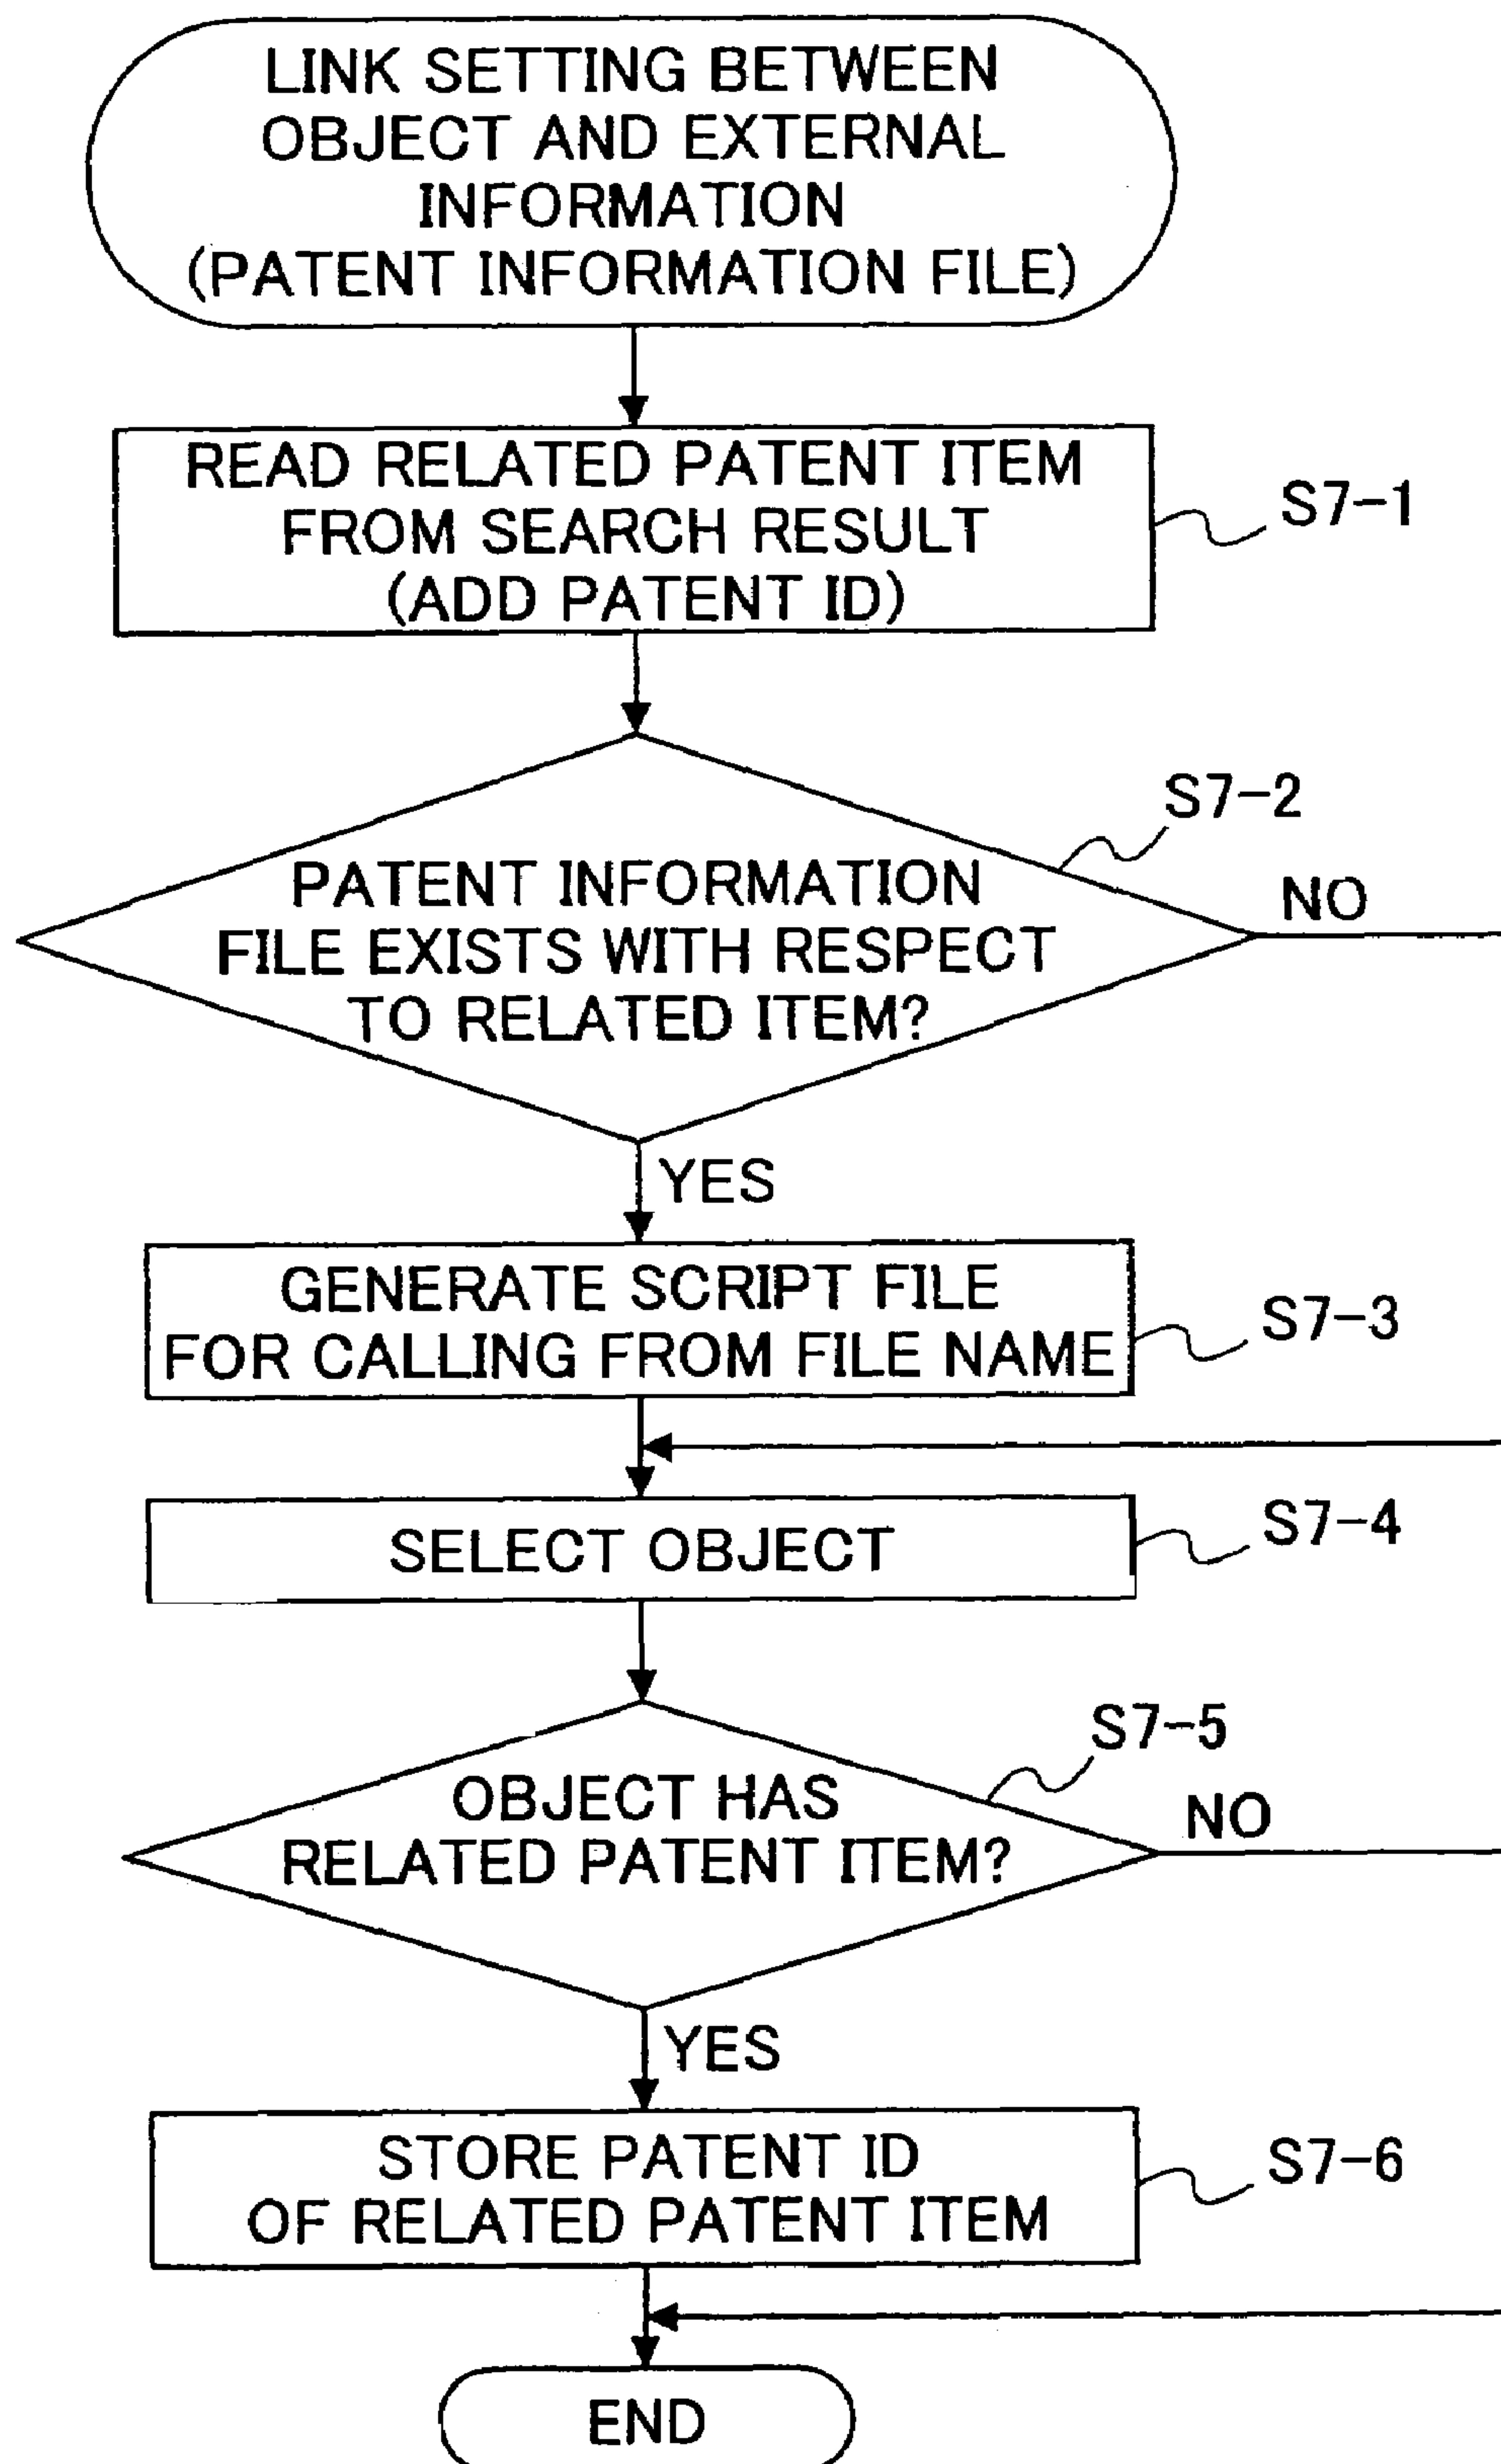 LINK SETTING BETWEEN
OBJECT AND EXTERNAL
INFORMATION
(PATENT INFORMATION FILE)
READ RELATED PATENT ITEM
FROM SEARCH RESULT
(ADD PATENT ID)
S7-1
S7-2
PATENT INFORMATION
FILE EXISTS WITH RESPECT
TO RELATED ITEM?
NO
YES
GENERATE SCRIPT FILE
FOR CALLING FROM FILE NAME
S7-3
SELECT OBJECT
S7-4
S7-5
OBJECT HAS
RELATED PATENT ITEM?
NO
YES
STORE PATENT ID
OF RELATED PATENT ITEM
S7-6
END